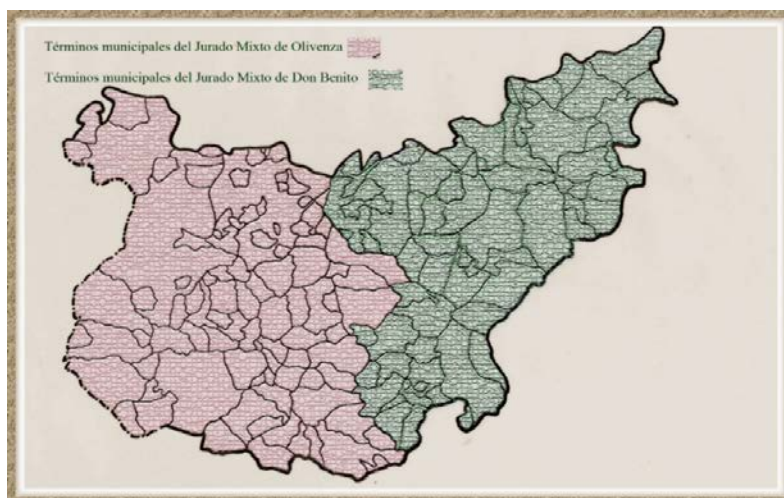 Términos municipales del Jurado Mixto de Olivenza
Términos municipales del Jurado Mixto de Don Benito